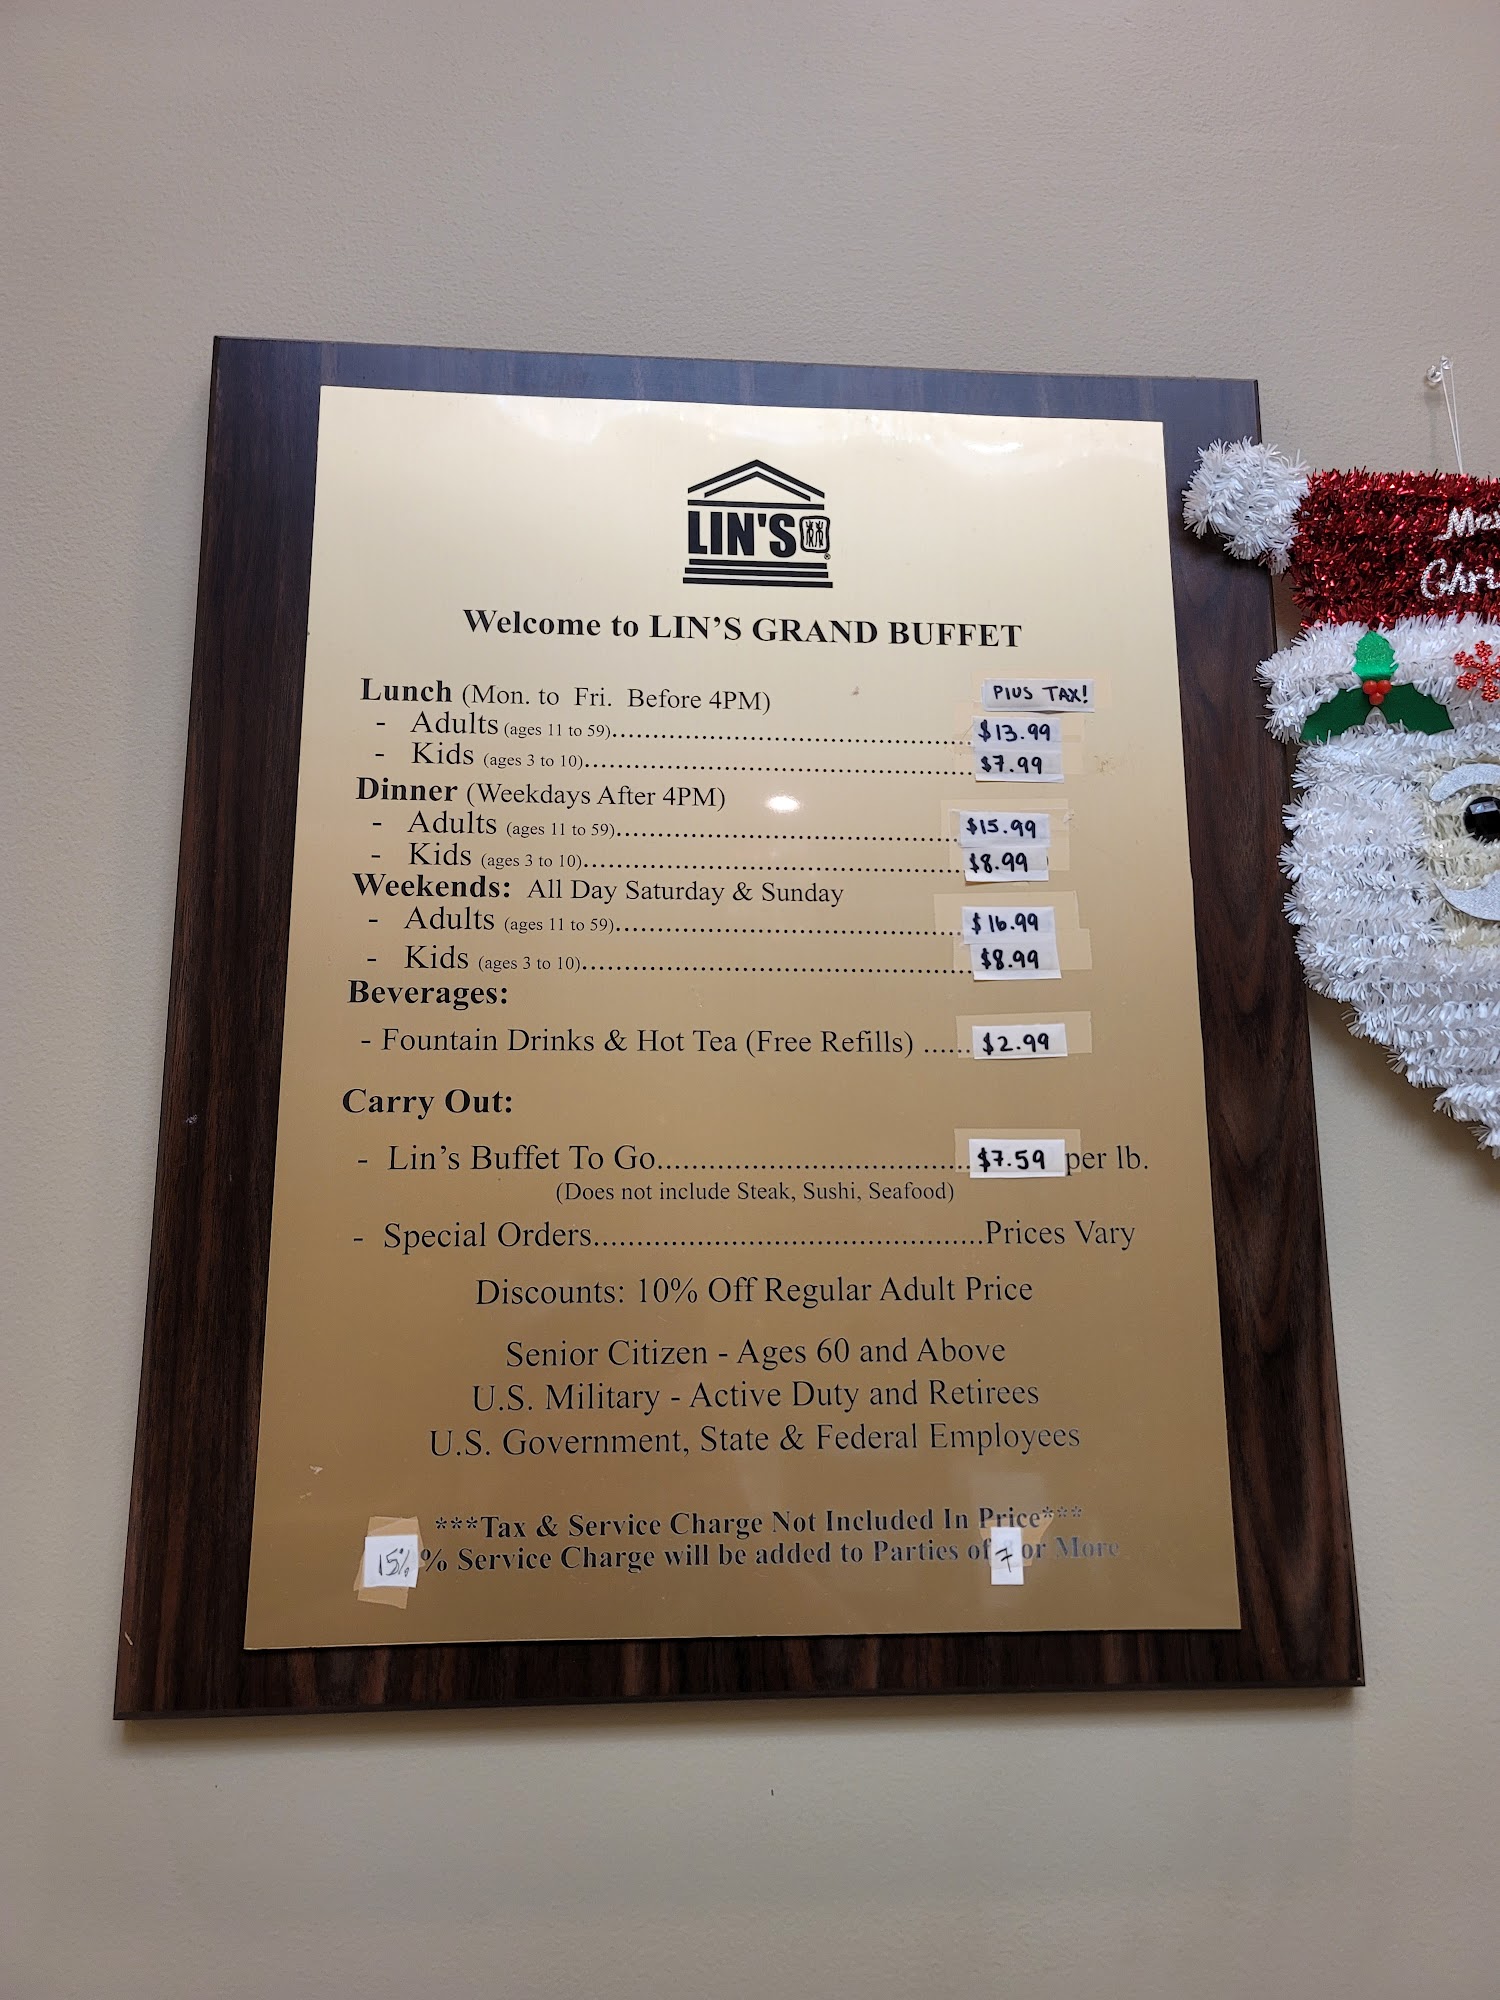 LIN'S
®
Welcome to LIN'S GRAND BUFFET
Lunch (Mon. to Fri. Before 4PM) PlUS TAX!
- Adults (ages 11 to 59)............................................ $13.99
- Kids (ages 3 to 10)............................................ $7.99
Dinner (Weekdays After 4PM)
- Adults (ages 11 to 59)............................................ $15.99
- Kids (ages 3 to 10)............................................ $8.99
Weekends: All Day Saturday & Sunday
- Adults (ages 11 to 59)............................................ $16.99
- Kids (ages 3 to 10)............................................ $8.99
Beverages:
- Fountain Drinks & Hot Tea (Free Refills) ...... $2.99
Carry Out:
- Lin's Buffet To Go.................................... $7.59 per lb.
(Does not include Steak, Sushi, Seafood)
- Special Orders.............................................Prices Vary
Discounts: 10% Off Regular Adult Price
Senior Citizen - Ages 60 and Above
U.S. Military - Active Duty and Retirees
U.S. Government, State & Federal Employees
***Tax & Service Charge Not Included In Price***
15% % Service Charge will be added to Parties of 7 or More